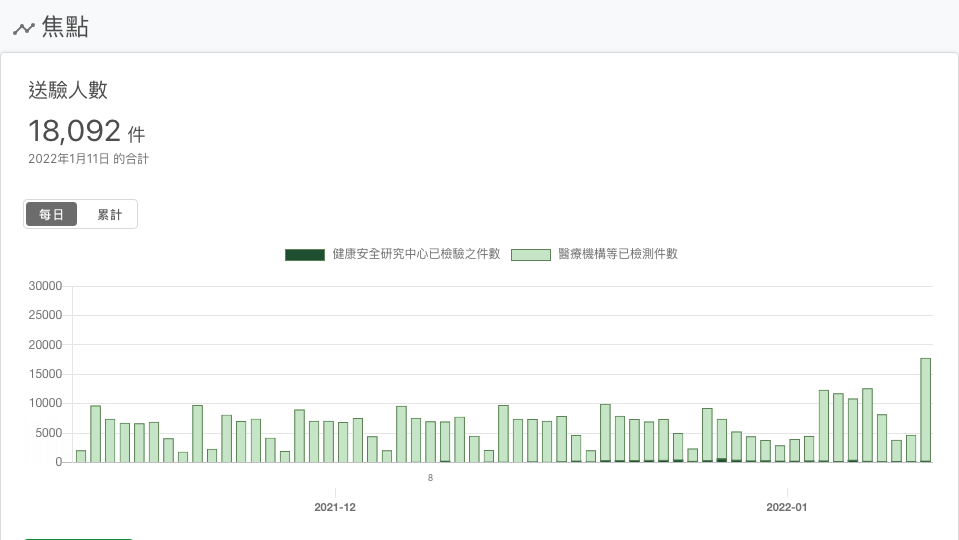 焦點
送驗人數
18,092 件
2022年1月11日 的合計
每日 累計
健康安全研究中心已檢驗之件數 醫療機構等已檢測件數
30000
25000
20000
15000
10000
5000
0
8
2021-12 2022-01